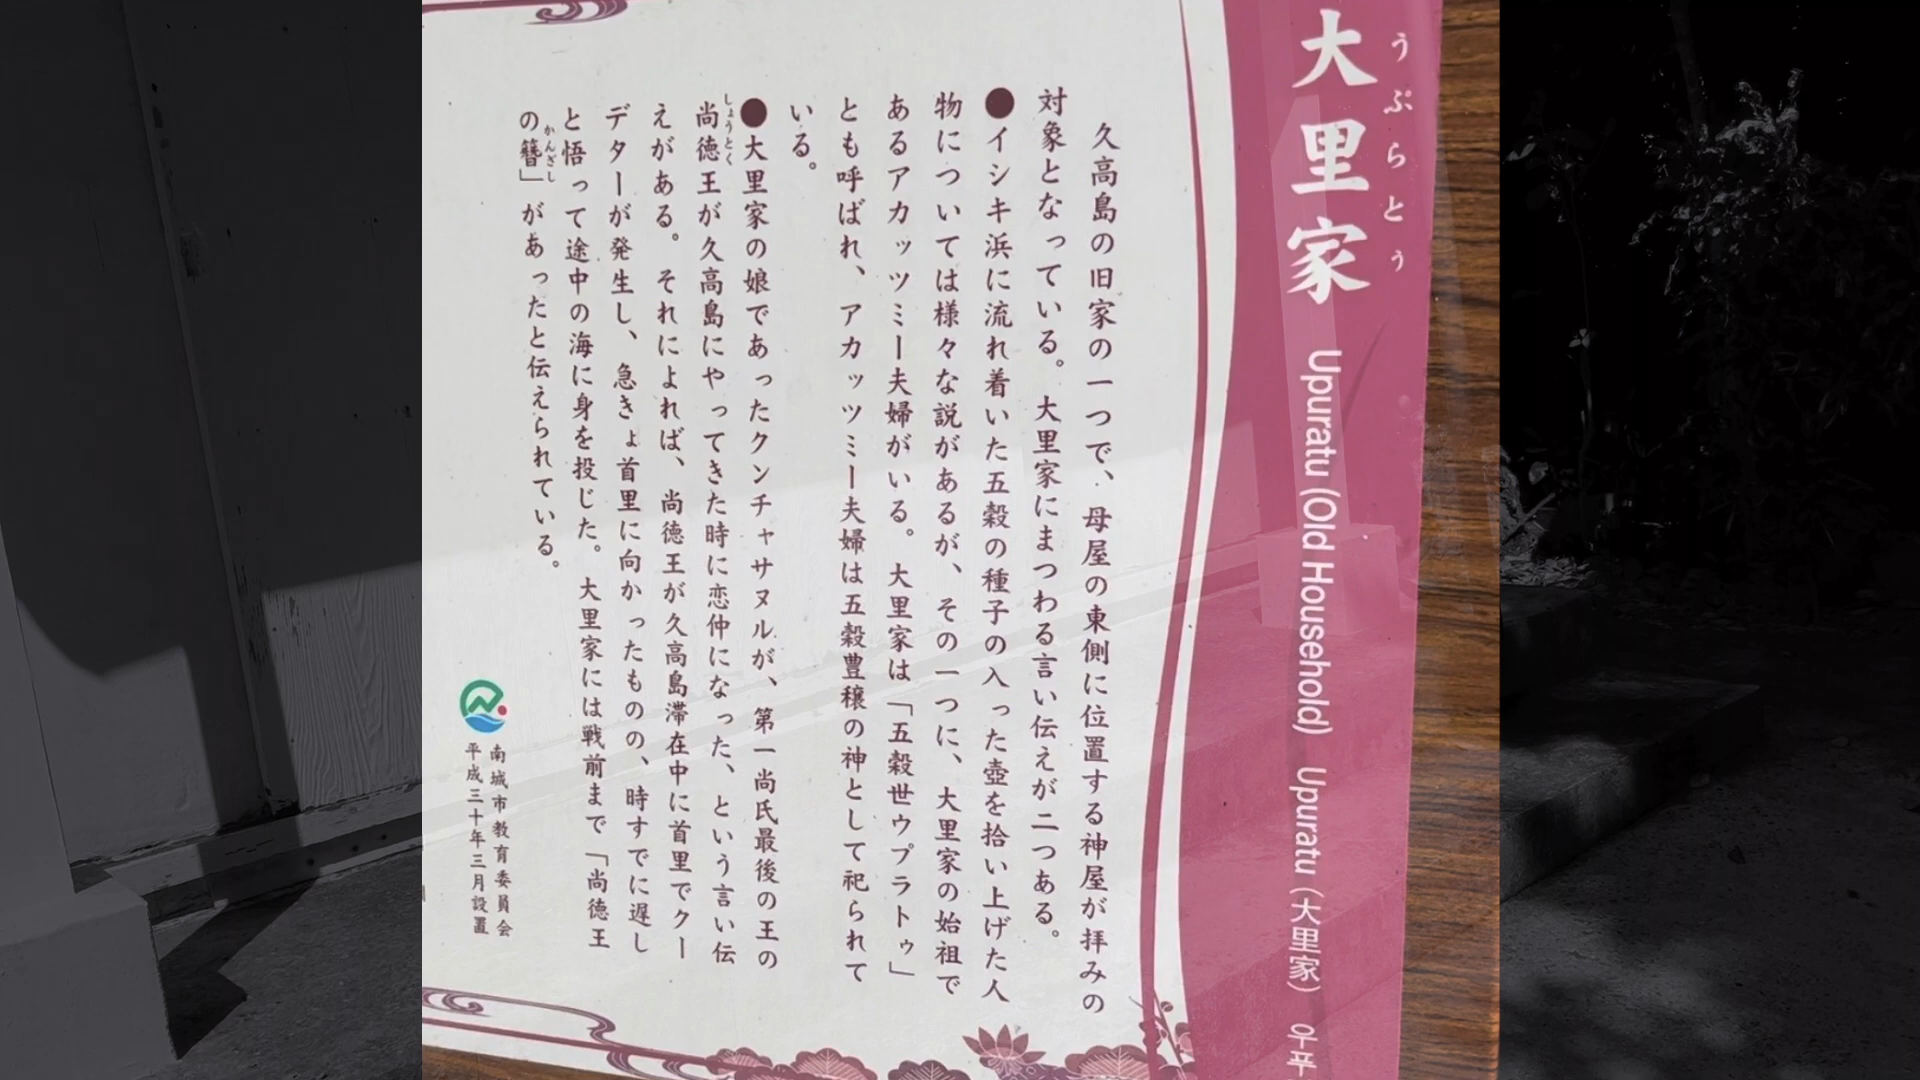 大里家 Upuratu (Old Household) Upuratu (大里家) 우푸
うぷらとぅ
久高島の旧家の一つで、母屋の東側に位置する神屋が拝みの
対象となっている。大里家にまつわる言い伝えが二つある。
●イシキ浜に流れ着いた五穀の種子の入った壺を拾い上げた人
物については様々な説があるが、その一つに、大里家の始祖で
あるアカッツミー夫婦がいる。大里家は「五穀世ウプラトゥ」
とも呼ばれ、アカッツミー夫婦は五穀豊穣の神として祀られて
いる。
●大里家の娘であったクンチャサヌルが、第一尚氏最後の王の
しょうとく
尚徳王が久高島にやってきた時に恋仲になった、という言い伝
えがある。それによれば、尚徳王が久高島滞在中に首里でクー
デターが発生し、急きょ首里に向かったものの、時すでに遅し
と悟って途中の海に身を投じた。大里家には戦前まで「尚徳王
かんざし
の簪」があったと伝えられている。
南城市教育委員会
平成三十年三月設置